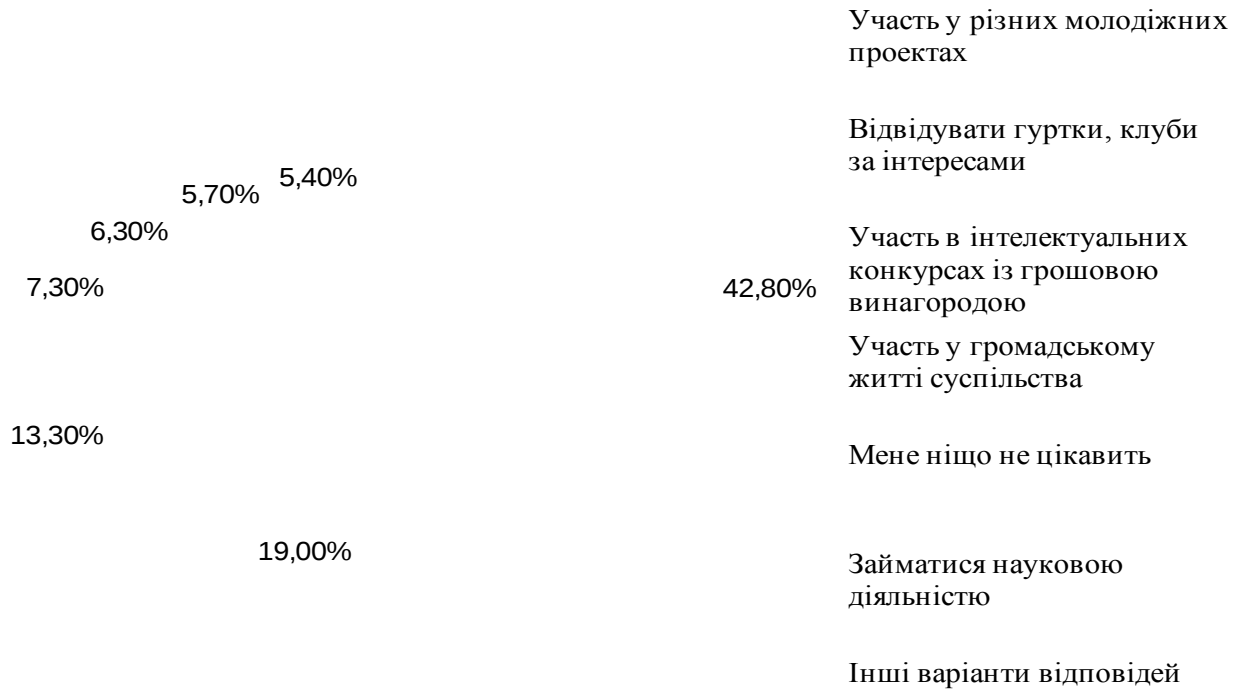 Участь у різних молодіжних
проектах
Відвідувати гуртки, клуби
за інтересами
5,40%
5,70%
6,30%
Участь в інтелектуальних
конкурсах із грошовою
винагородою
7,30%
42,80%
Участь у громадському
житті суспільства
13,30%
Мене ніщо не цікавить
19,00%
Займатися науковою
діяльністю
Інші варіанти відповідей